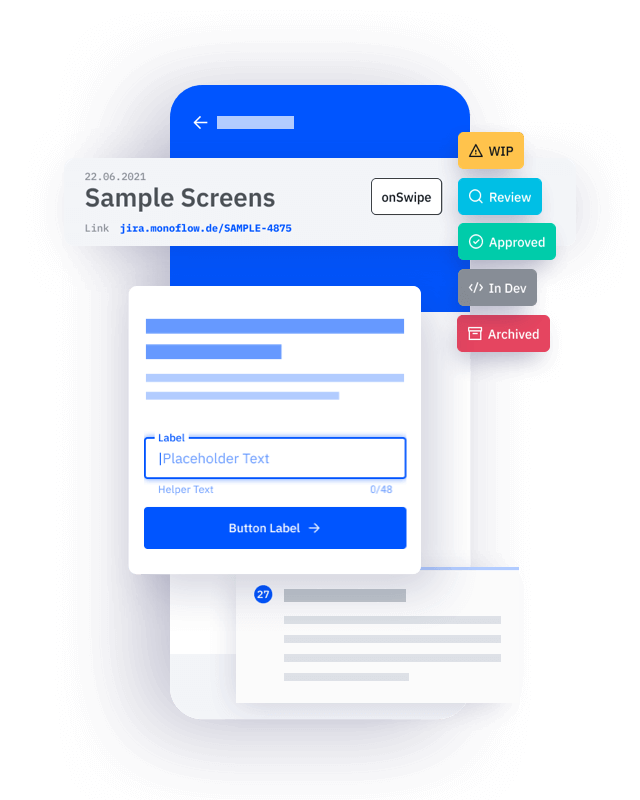 22.06.2021
Sample Screens
Link jira.monoflow.de/SAMPLE-4875
onSwipe
WIP
Review
Approved
</> In Dev
Archived
Label
Placeholder Text
Helper Text 0/48
Button Label →
27